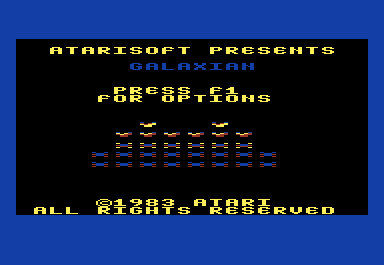 ATARISOFT PRESENTS
GALAXIAN
PRESS F1
FOR OPTIONS
©1983 ATARI
ALL RIGHTS RESERVED